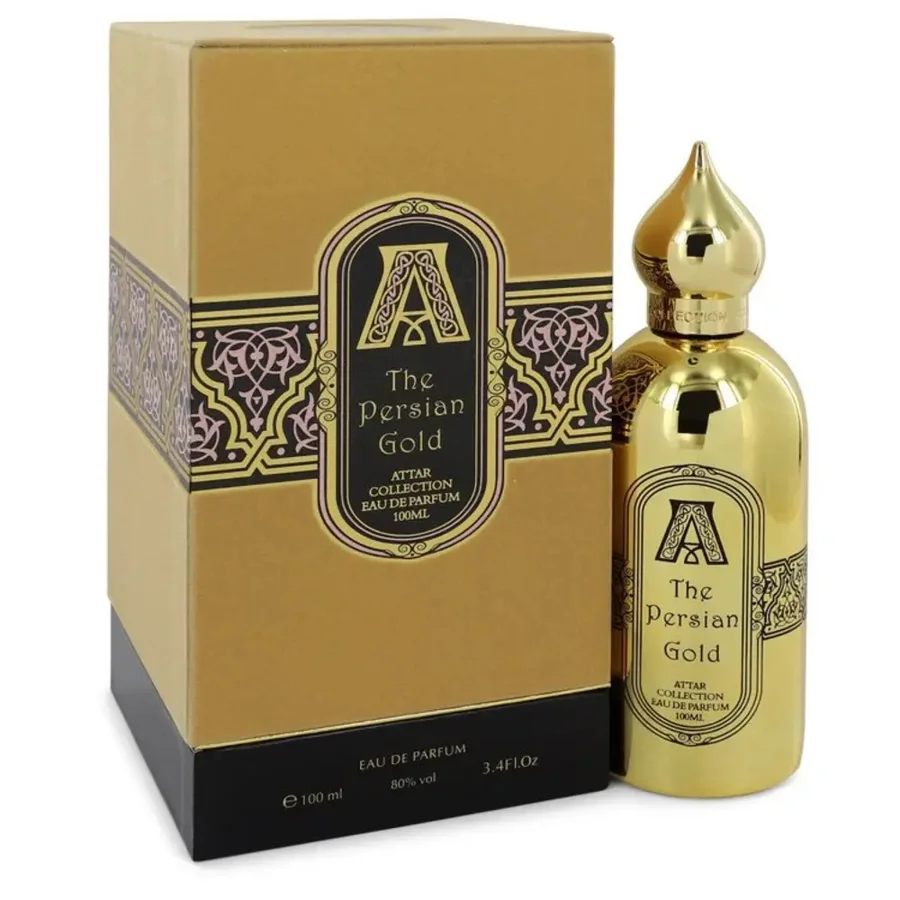 A
The
Persian
Gold
ATTAR
COLLECTION
EAU DE PARFUM
100ML
EAU DE PARFUM
℮ 100 ml
80% vol
3.4Fl.Oz
COLLECTION
A
The
Persian
Gold
ATTAR
COLLECTION
EAU DE PARFUM
100ML